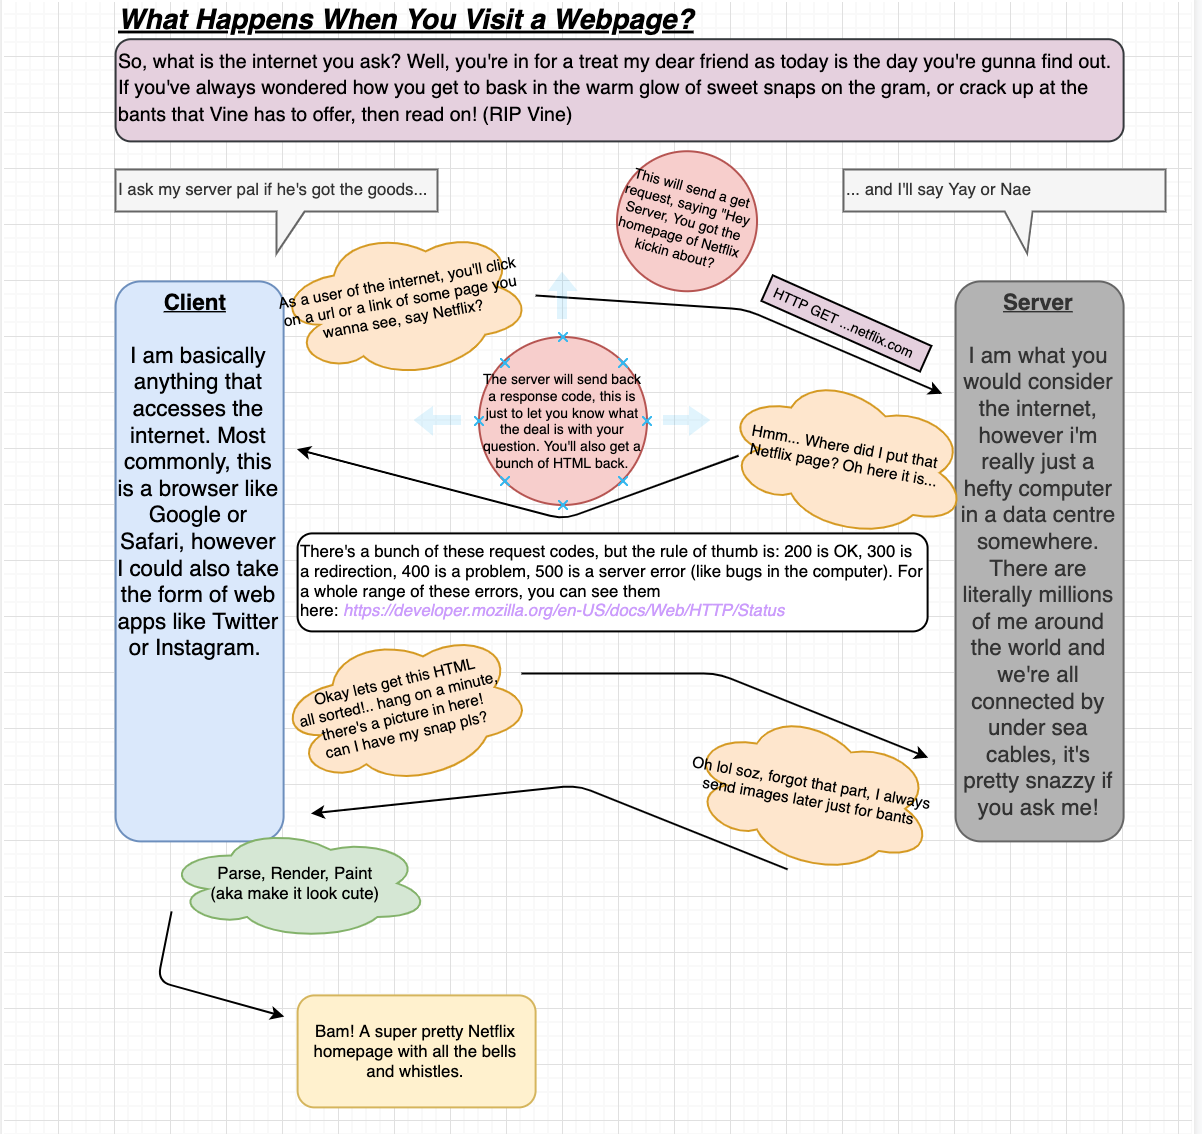 What Happens When You Visit a Webpage?
So, what is the internet you ask? Well, you're in for a treat my dear friend as today is the day you're gunna find out.
If you've always wondered how you get to bask in the warm glow of sweet snaps on the gram, or crack up at the
bants that Vine has to offer, then read on! (RIP Vine)
I ask my server pal if he's got the goods...
... and I'll say Yay or Nae
This will send a get
request, saying "Hey
Server, You got the
homepage of Netflix
kickin about?
Client
I am basically
anything that
accesses the
internet. Most
commonly, this
is a browser like
Google or
Safari, however
I could also take
the form of web
apps like Twitter
or Instagram.
As a user of the internet, you'll click
on a url or a link of some page you
wanna see, say Netflix?
HTTP GET ...netflix.com
Server
I am what you
would consider
the internet,
however i'm
really just a
hefty computer
in a data centre
somewhere.
There are
literally millions
of me around
the world and
we're all
connected by
under sea
cables, it's
pretty snazzy if
you ask me!
The server will send back
a response code, this is
just to let you know what
the deal is with your
question. You'll also get a
bunch of HTML back.
Hmm... Where did I put that
Netflix page? Oh here it is...
There's a bunch of these request codes, but the rule of thumb is: 200 is OK, 300 is
a redirection, 400 is a problem, 500 is a server error (like bugs in the computer). For
a whole range of these errors, you can see them
here: https://developer.mozilla.org/en-US/docs/Web/HTTP/Status
Okay lets get this HTML
all sorted!.. hang on a minute,
there's a picture in here!
can I have my snap pls?
Oh lol soz, forgot that part, I always
send images later just for bants
Parse, Render, Paint
(aka make it look cute)
Bam! A super pretty Netflix
homepage with all the bells
and whistles.